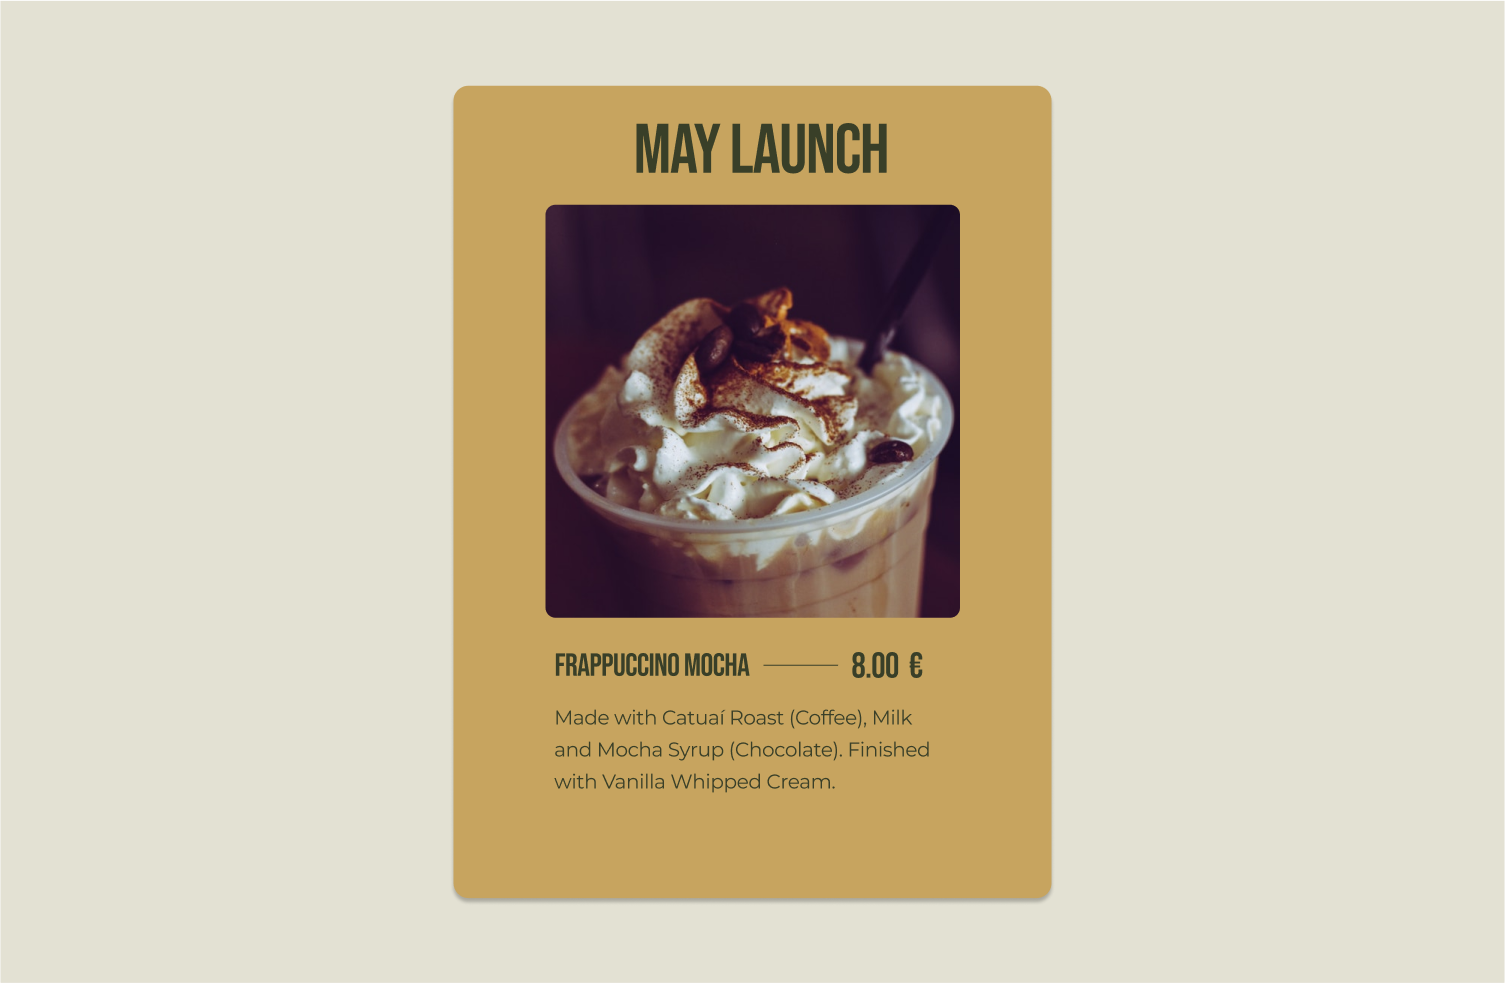 MAY LAUNCH
FRAPPUCCINO MOCHA 8.00 €
Made with Catuaí Roast (Coffee), Milk
and Mocha Syrup (Chocolate). Finished
with Vanilla Whipped Cream.